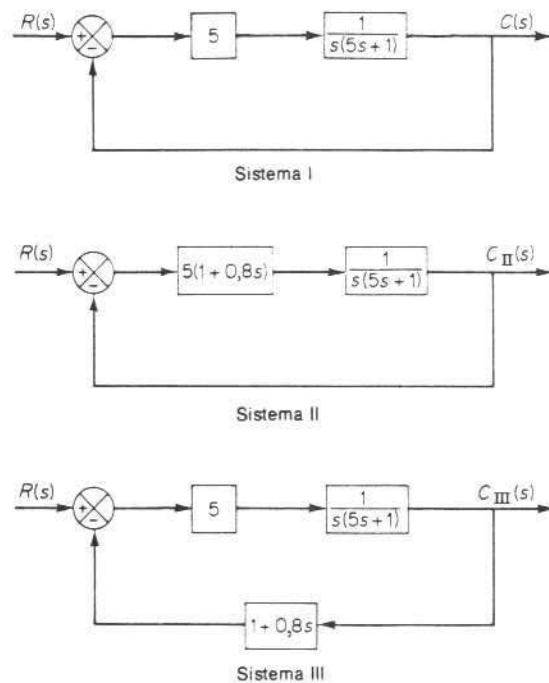 R(s) + − 5 1/s(5s+1) C(s)
Sistema I
R(s) + − 5(1+0,8s) 1/s(5s+1) C_II(s)
Sistema II
R(s) + − 5 1/s(5s+1) C_III(s)
1+0,8s
Sistema III